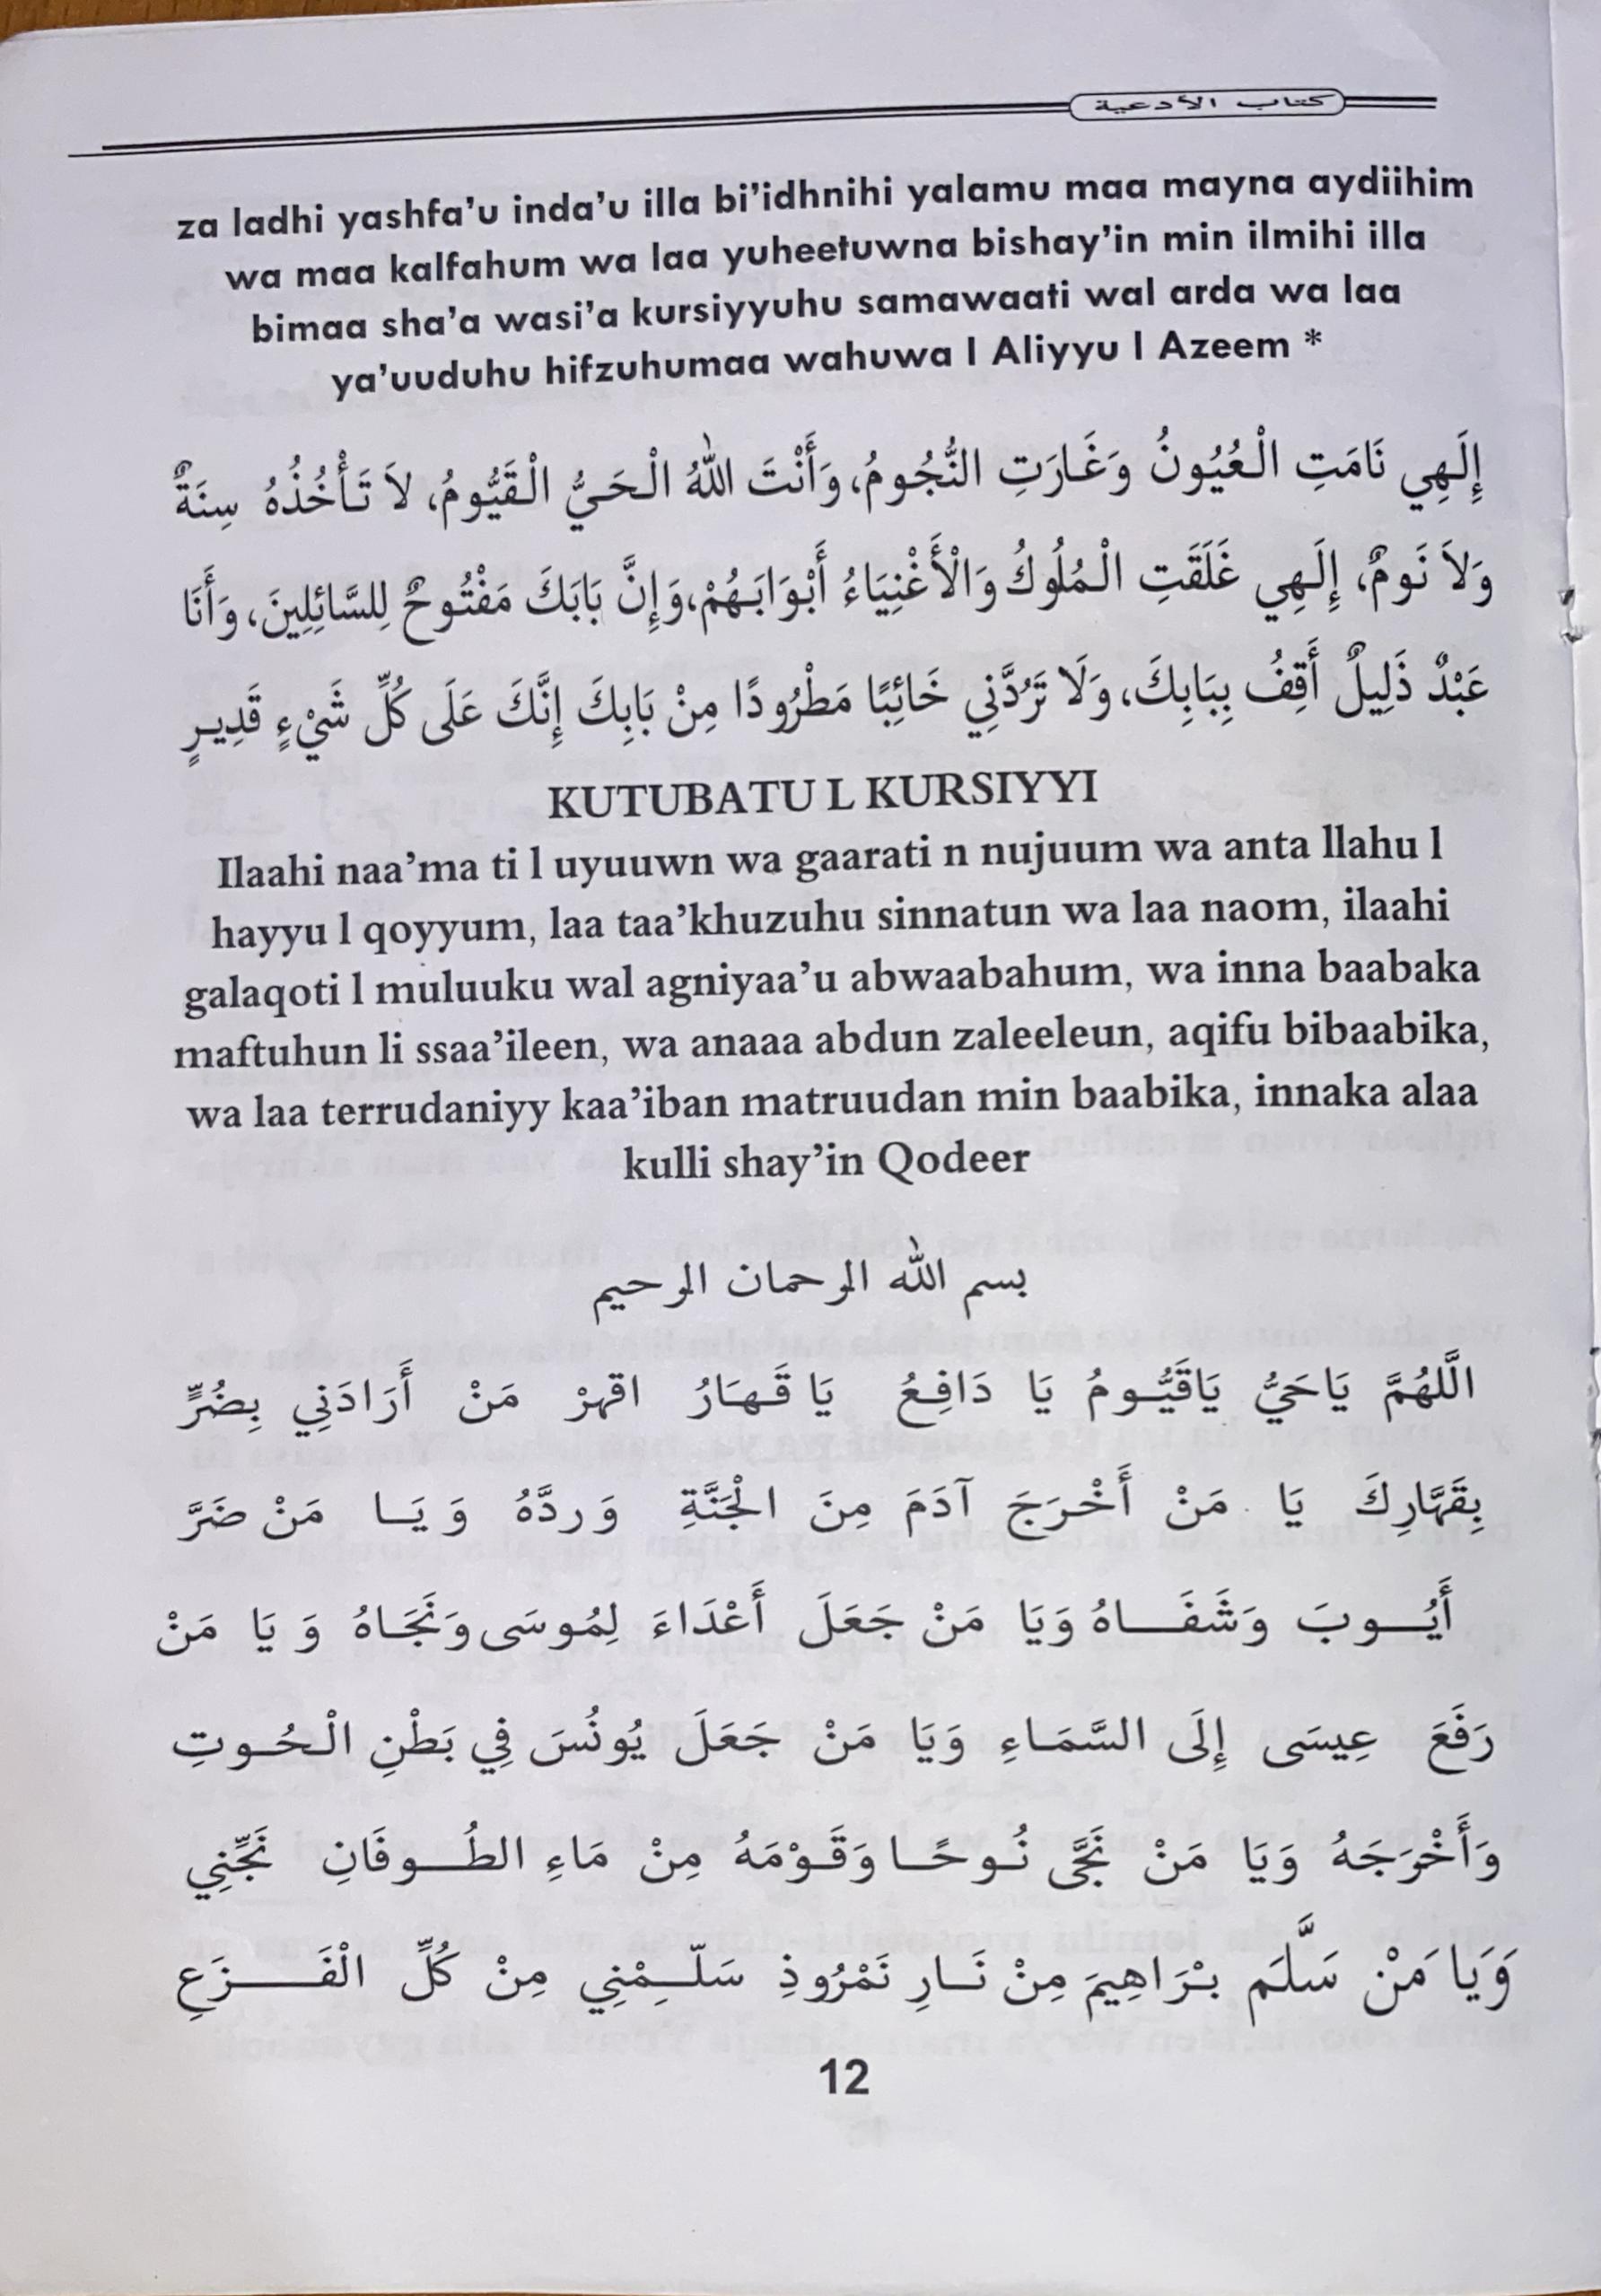 كتاب الأدعية
za ladhi yashfa’u inda’u illa bi’idhnihi yalamu maa mayna aydiihim
wa maa kalfahum wa laa yuheetuwna bishay’in min ilmihi illa
bimaa sha’a wasi’a kursiyyuhu samawaati wal arda wa laa
ya’uuduhu hifzuhumaa wahuwa l Aliyyu l Azeem *
إِلَهِي نَامَتِ الْعُيُونُ وَغَارَتِ النُّجُومُ، وَأَنْتَ اللهُ الْحَيُّ الْقَيُّومُ، لاَ تَأْخُذُهُ سِنَةٌ
وَلاَ نَومٌ، إِلَهِي غَلَقَتِ الْمُلُوكُ وَالْأَغْنِيَاءُ أَبْوَابَهُمْ، وَإِنَّ بَابَكَ مَفْتُوحٌ لِلسَّائِلِينَ، وَأَنَا
عَبْدٌ ذَلِيلٌ أَقِفُ بِبَابِكَ، وَلَا تَرُدَّنِي خَائِبًا مَطْرُودًا مِنْ بَابِكَ إِنَّكَ عَلَى كُلِّ شَيْءٍ قَدِيرٍ
KUTUBATU L KURSIYYI
Ilaahi naa’ma ti l uyuuwn wa gaarati n nujuum wa anta llahu l
hayyu l qoyyum, laa taa’khuzuhu sinnatun wa laa naom, ilaahi
galaqoti l muluuku wal agniyaa’u abwaabahum, wa inna baabaka
maftuhun li ssaa’ileen, wa anaaa abdun zaleeleun, aqifu bibaabika,
wa laa terrudaniyy kaa’iban matruudan min baabika, innaka alaa
kulli shay’in Qodeer
بسم الله الرحمان الرحيم
الَّلهُمَّ يَاحَيُّ يَاقَيُّومُ يَا دَافِعُ يَا قَهَارُ اقهِرْ مَنْ أَرَادَنِي بِضُرٍّ
بِقَهَّارِكَ يَا مَنْ أَخْرَجَ آدَمَ مِنَ الْجَنَّةِ وَردَّهُ وَيَا مَنْ ضَرَّ
أَيُوبَ وَشَفَاهُ وَيَا مَنْ جَعَلَ أَعْدَاءَ لِمُوسَى وَنَجَاهُ وَ يَا مَنْ
رَفَعَ عِيسَى إِلَى السَّمَاءِ وَيَا مَنْ جَعَلَ يُونُسَ فِي بَطْنِ الْحُوتِ
وَأَخْرَجَهُ وَيَا مَنْ نَجَّى نُوحًا وَقَوْمَهُ مِنْ مَاءِ الطُوفَانِ نَجِّنِي
وَيَا مَنْ سَلَّمَ بْرَاهِيمَ مِنْ نَارِ نَمْرُوذِ سَلِّمْنِي مِنْ كُلِّ الْفَزَعِ
12